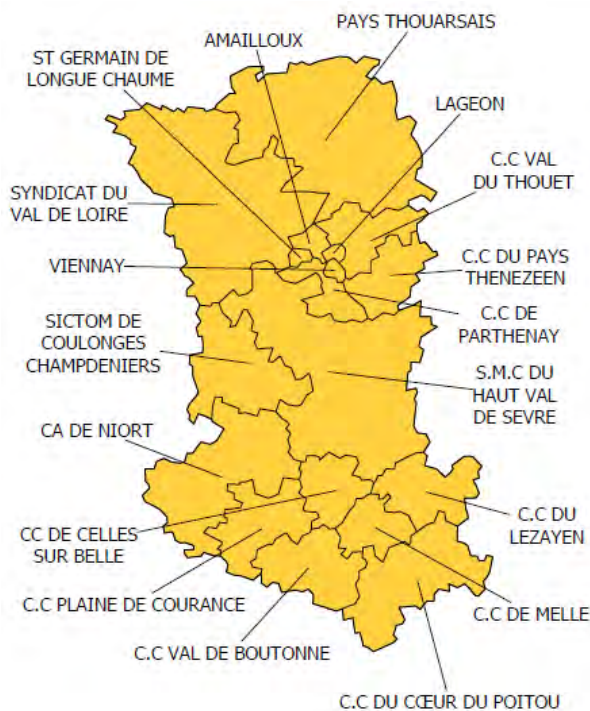 PAYS THOUARSAIS
AMAILLOUX
ST GERMAIN DE
LONGUE CHAUME
LAGEON
C.C VAL
DU THOUET
SYNDICAT DU
VAL DE LOIRE
VIENNAY
C.C DU PAYS
THENEZEEN
C.C DE
PARTHENAY
SICTOM DE
COULONGES
CHAMPDENIERS
S.M.C DU
HAUT VAL
DE SEVRE
CA DE NIORT
C.C DU
LEZAYEN
CC DE CELLES
SUR BELLE
C.C PLAINE DE COURANCE
C.C DE MELLE
C.C VAL DE BOUTONNE
C.C DU CŒUR DU POITOU